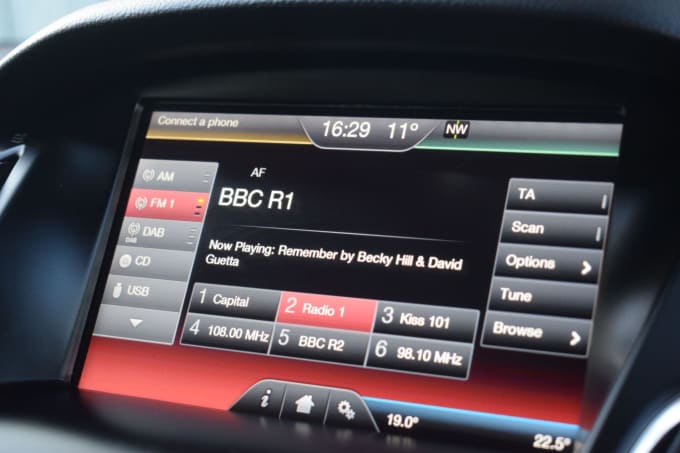 Connect a phone
16:29 11° NW
AM
FM 1
DAB
DAB
CD
USB
AF
BBC R1
Now Playing: Remember by Becky Hill & David
Guetta
1 Capital
2 Radio 1
3 Kiss 101
4 108.00 MHz
5 BBC R2
6 98.10 MHz
TA
Scan
Options
Tune
Browse
i
19.0°
22.5°